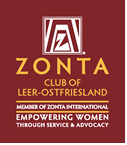 ZONTA
CLUB OF
LEER-OSTFRIESLAND
MEMBER OF ZONTA INTERNATIONAL
EMPOWERING WOMEN
THROUGH SERVICE & ADVOCACY